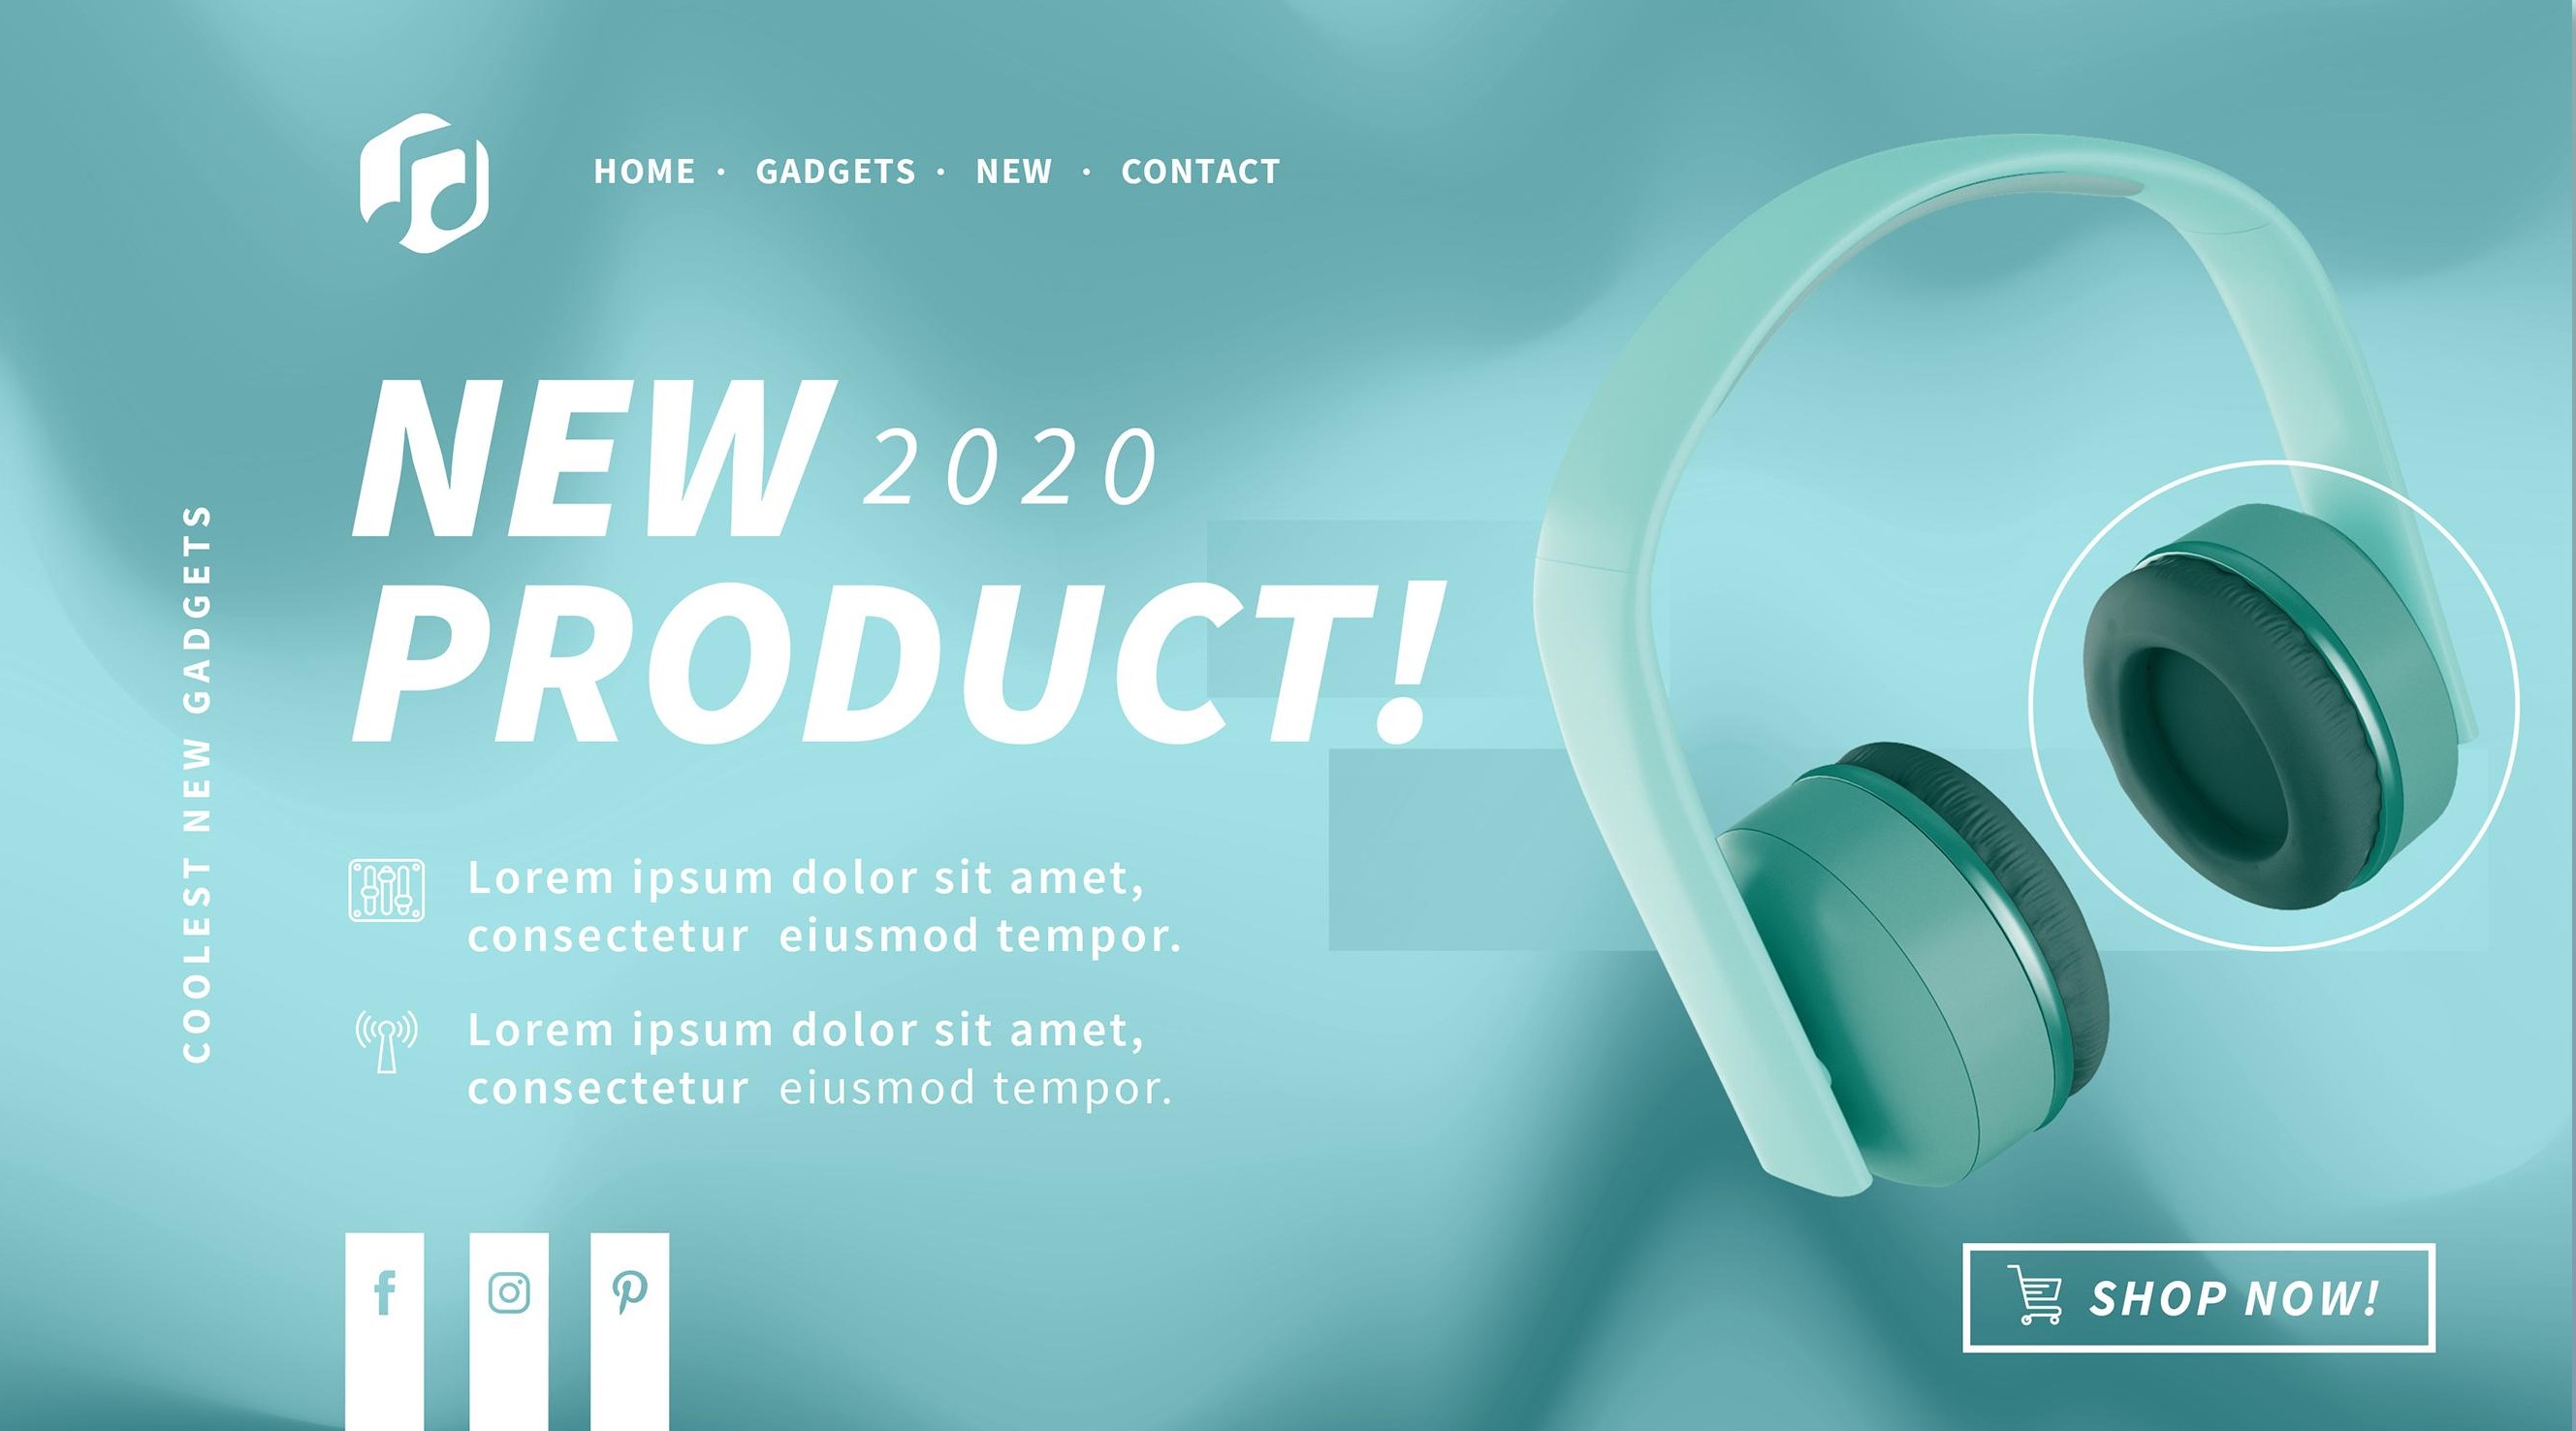 HOME • GADGETS • NEW • CONTACT
NEW 2020
PRODUCT!
COOLEST NEW GADGETS
Lorem ipsum dolor sit amet,
consectetur eiusmod tempor.
Lorem ipsum dolor sit amet,
consectetur eiusmod tempor.
SHOP NOW!